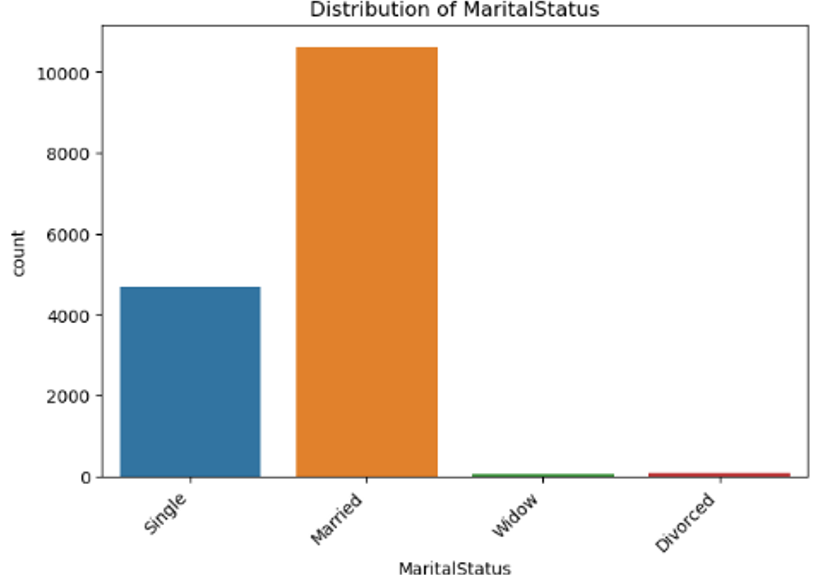 Distribution of MaritalStatus
10000
8000
6000
4000
2000
0
count
Single
Married
Widow
Divorced
MaritalStatus